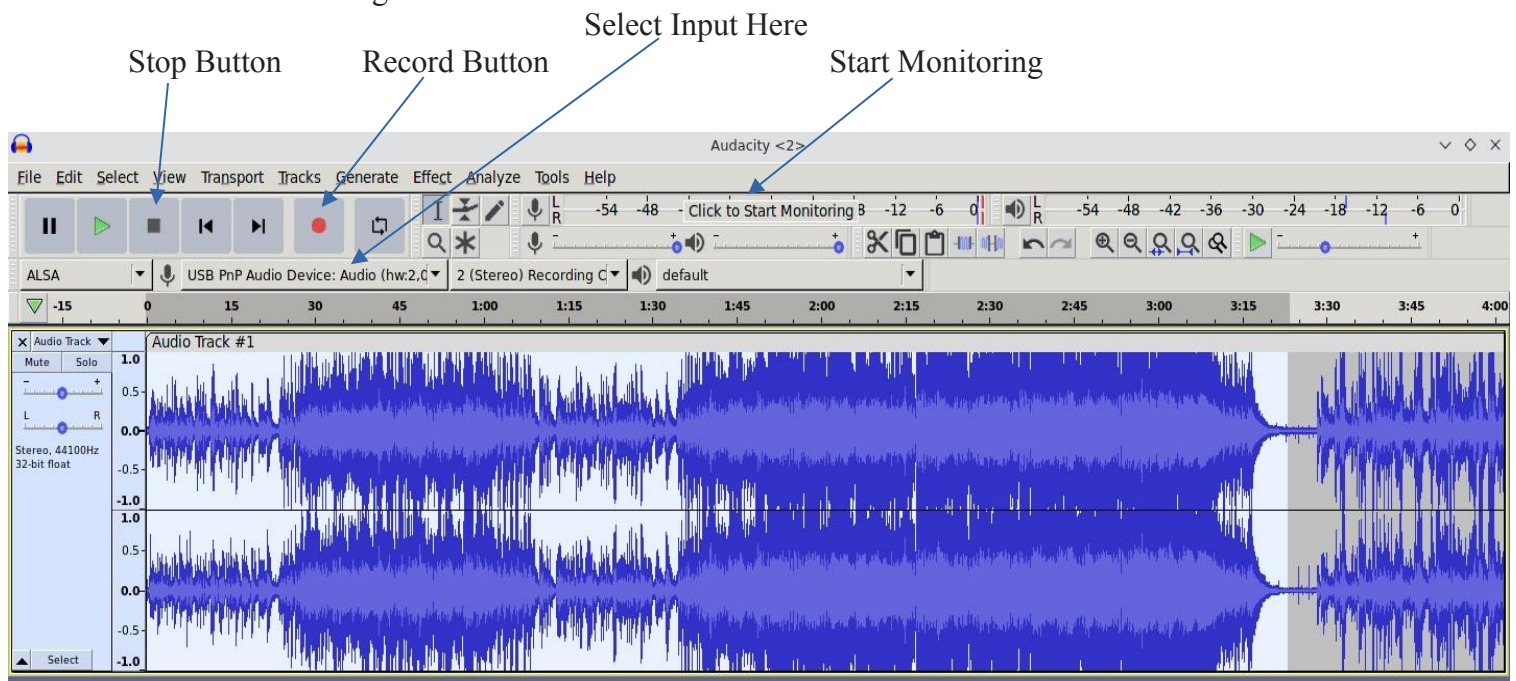 Select Input Here
Stop Button Record Button Start Monitoring
Audacity <2>
File Edit Select View Transport Tracks Generate Effect Analyze Tools Help
L R -54 -48 - Click to Start Monitoring 8 -12 -6 0 L R -54 -48 -42 -36 -30 -24 -18 -12 -6 0
- + - + - +
ALSA USB PnP Audio Device: Audio (hw:2,0 2 (Stereo) Recording C default
-15 0 15 30 45 1:00 1:15 1:30 1:45 2:00 2:15 2:30 2:45 3:00 3:15 3:30 3:45 4:00
X Audio Track Audio Track #1
Mute Solo 1.0
- + 0.5
L R 0.0
Stereo, 44100Hz
32-bit float -0.5
-1.0
1.0
0.5
0.0
-0.5
Select -1.0